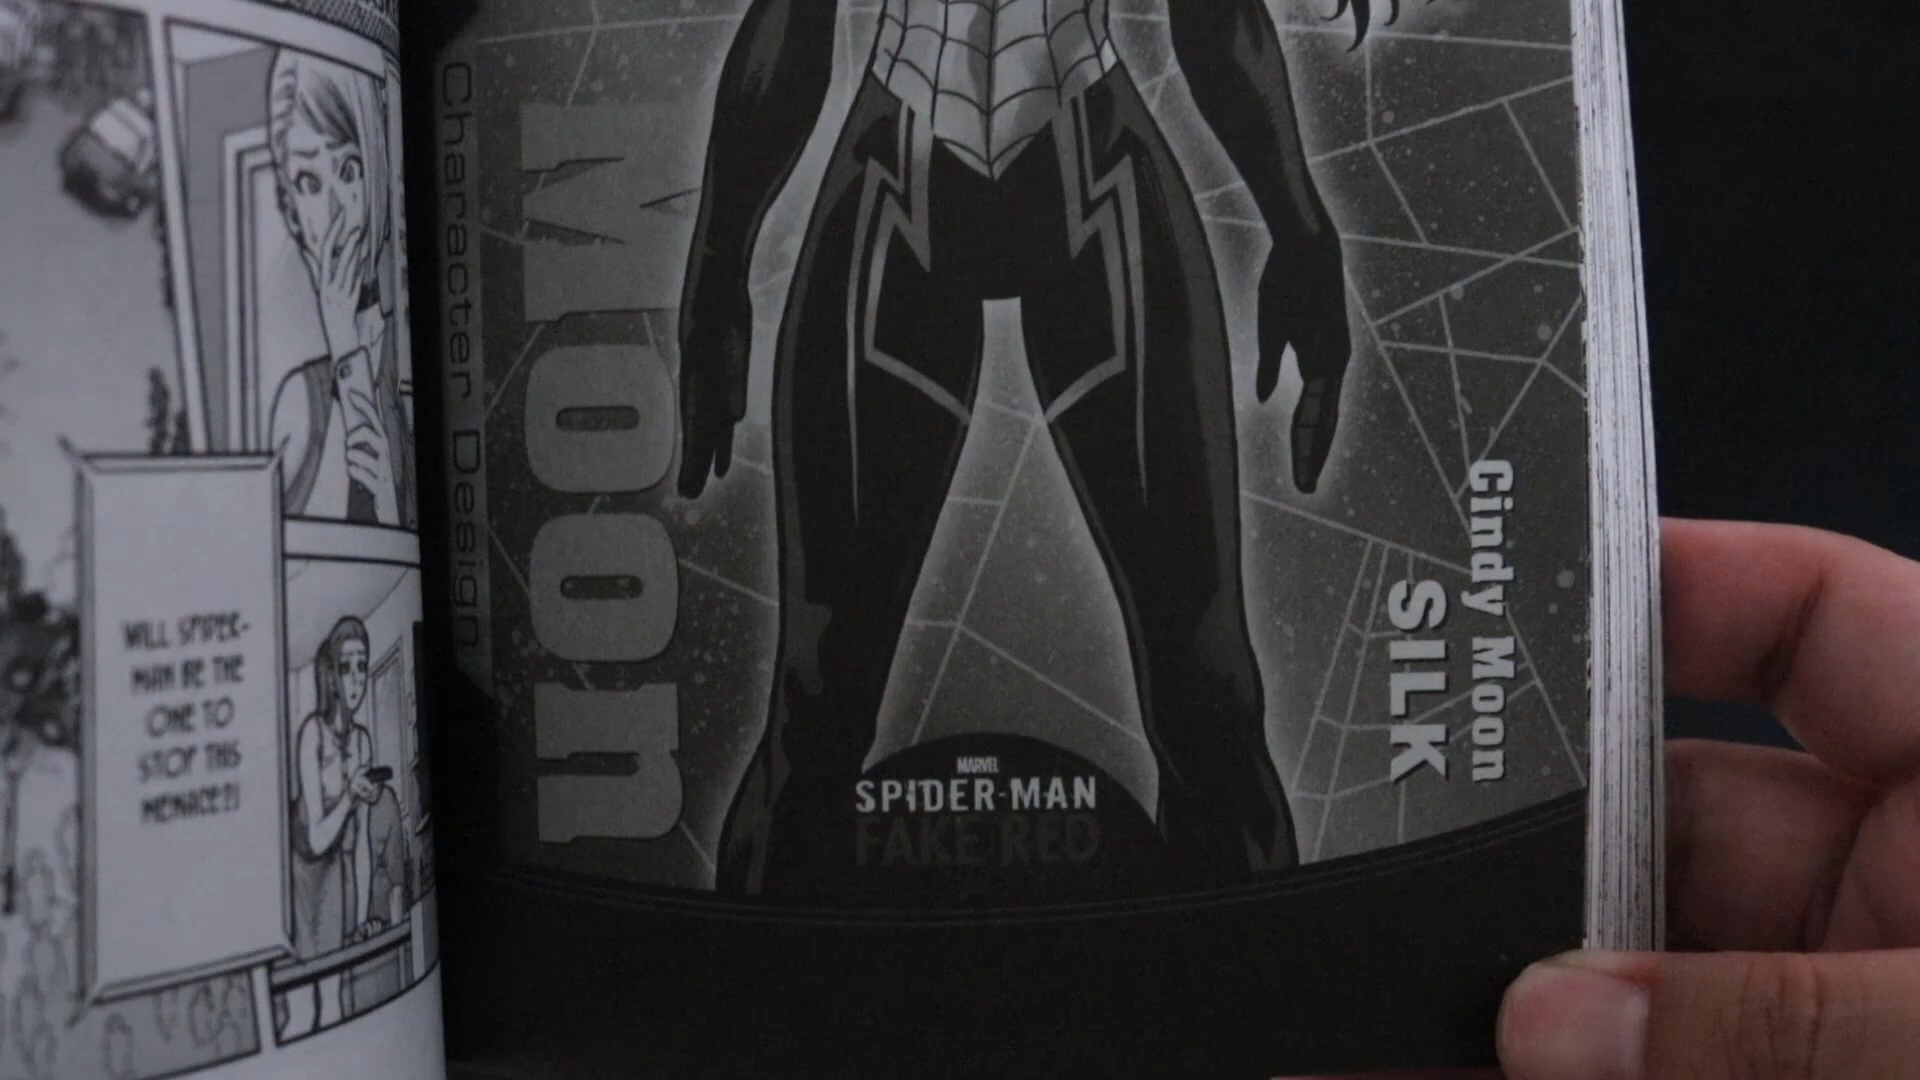 WILL SPIDER-
MAN BE THE
ONE TO
STOP THIS
MENACE?!
Character Design
Moon
MARVEL
SPIDER-MAN
FAKE RED
Cindy Moon
SILK